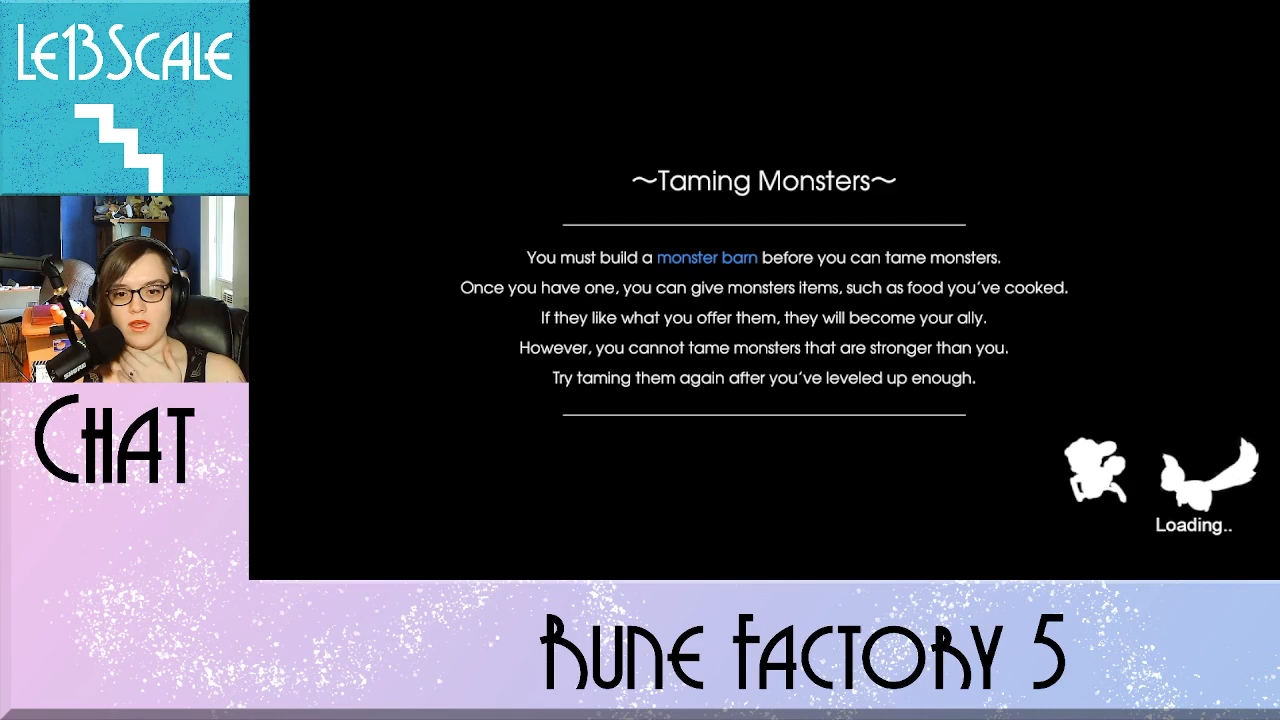 Le13Scale
~Taming Monsters~
You must build a monster barn before you can tame monsters.
Once you have one, you can give monsters items, such as food you've cooked.
If they like what you offer them, they will become your ally.
However, you cannot tame monsters that are stronger than you.
Try taming them again after you've leveled up enough.
Loading..
SHURE
Chat
Rune Factory 5